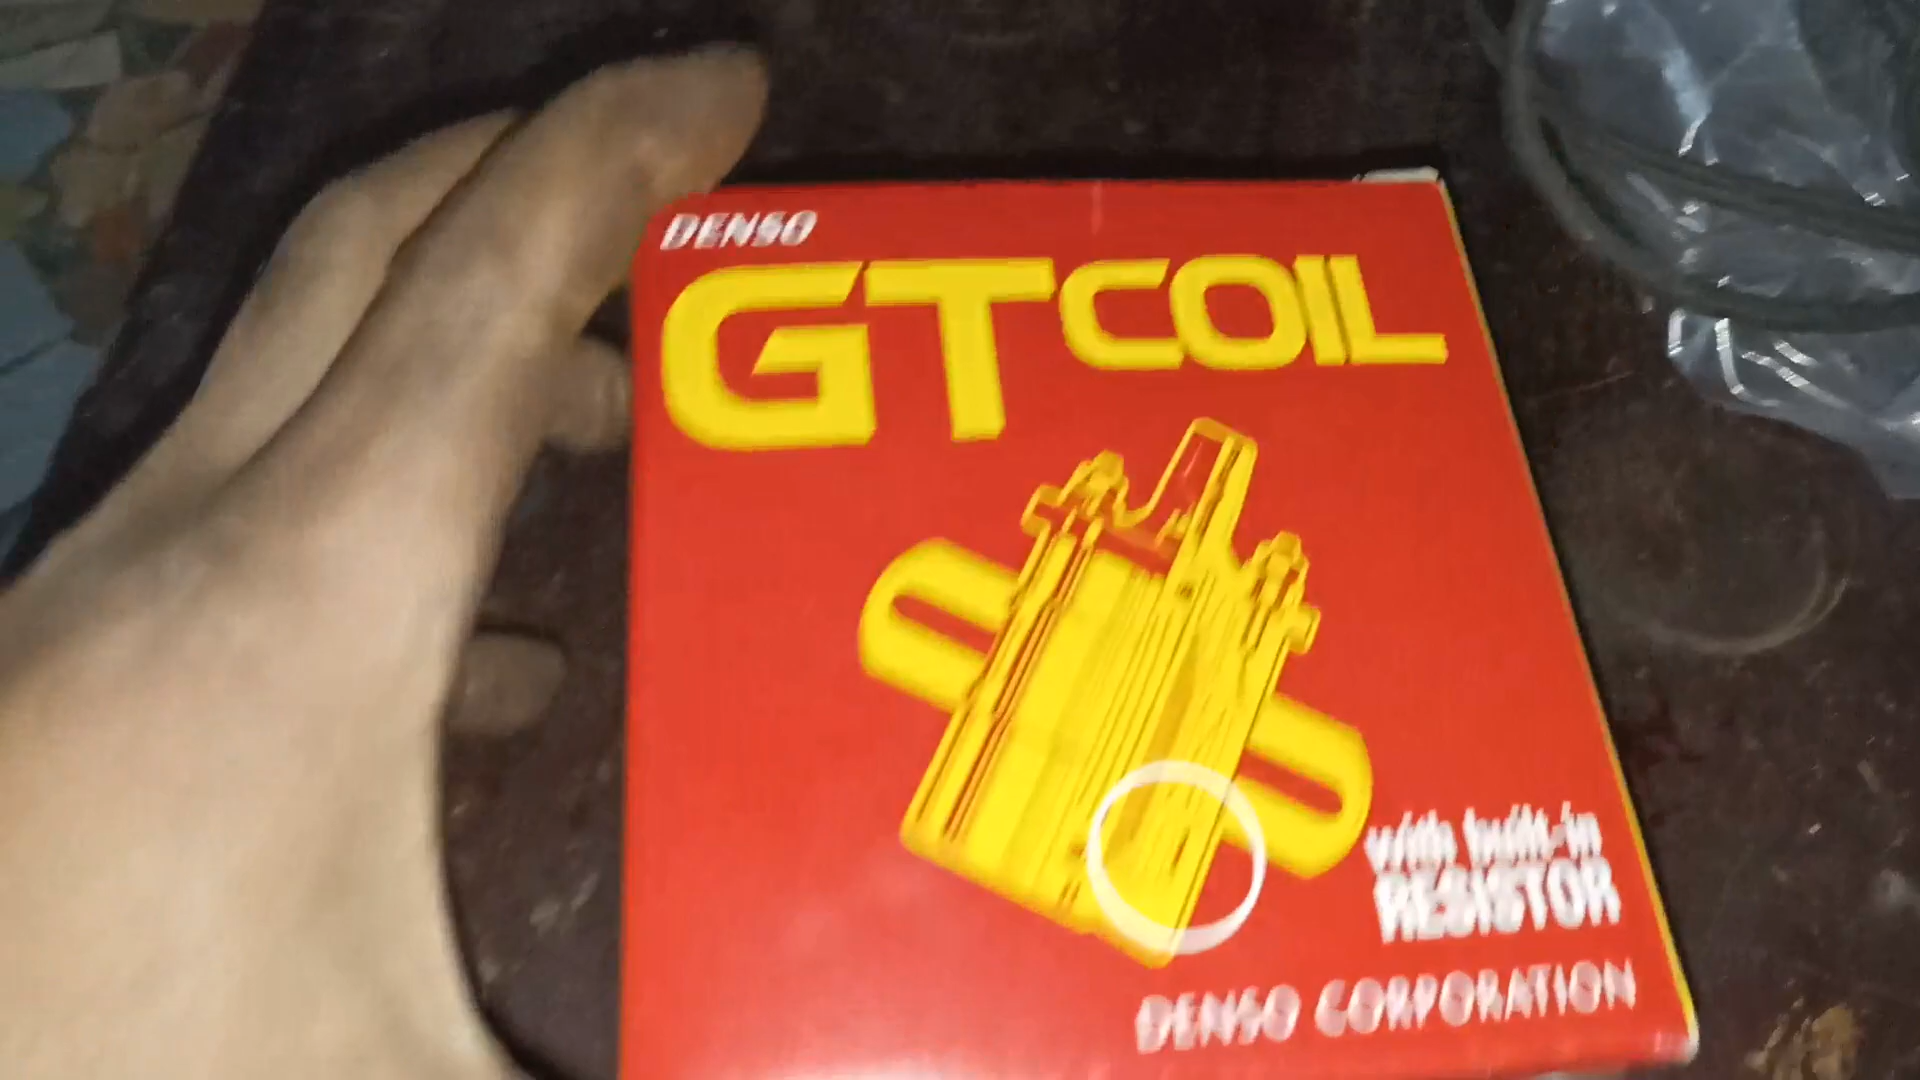 DENSO
GT COIL
with built-in
RESISTOR
DENSO CORPORATION